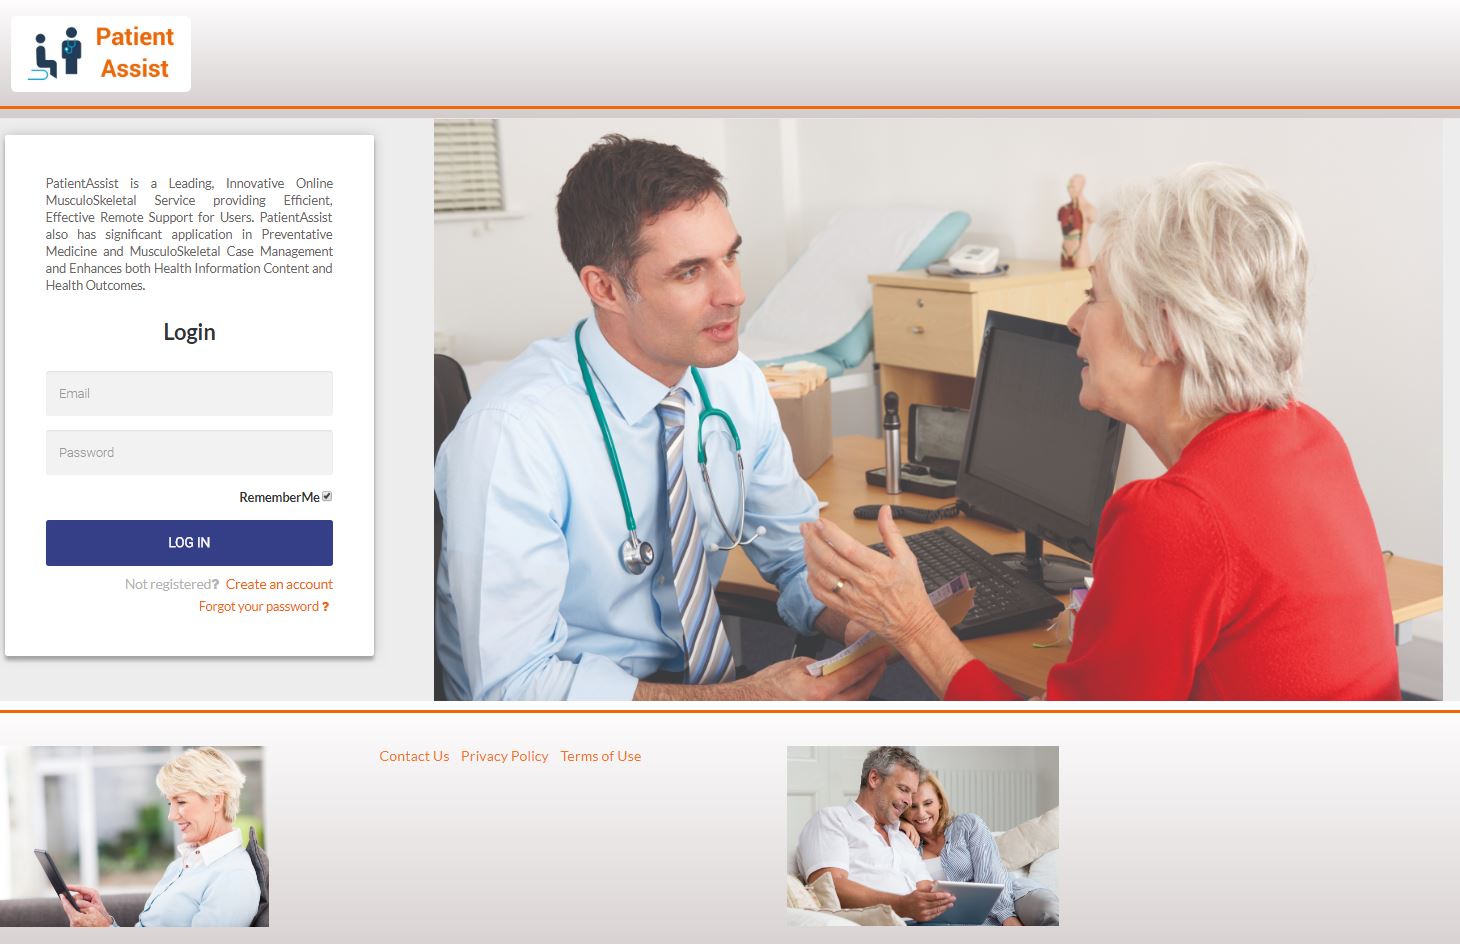 Patient
Assist
PatientAssist is a Leading, Innovative Online
MusculoSkeletal Service providing Efficient,
Effective Remote Support for Users. PatientAssist
also has significant application in Preventative
Medicine and MusculoSkeletal Case Management
and Enhances both Health Information Content and
Health Outcomes.
Login
Email
Password
RememberMe
LOG IN
Not registered? Create an account
Forgot your password ?
Contact Us Privacy Policy Terms of Use